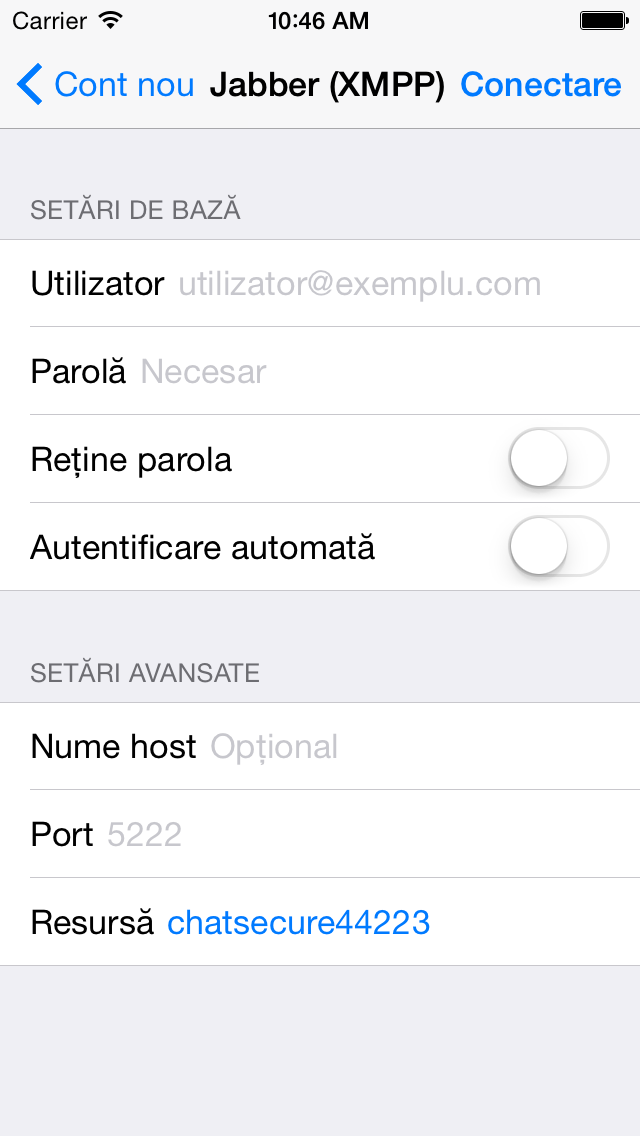 Carrier 10:46 AM
Cont nou Jabber (XMPP) Conectare
SETĂRI DE BAZĂ
Utilizator utilizator@exemplu.com
Parolă Necesar
Reține parola
Autentificare automată
SETĂRI AVANSATE
Nume host Opțional
Port 5222
Resursă chatsecure44223